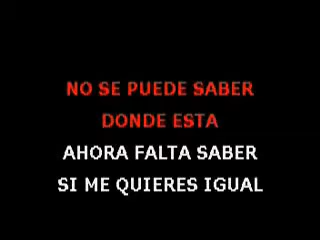 NO SE PUEDE SABER
DONDE ESTA
AHORA FALTA SABER
SI ME QUIERES IGUAL